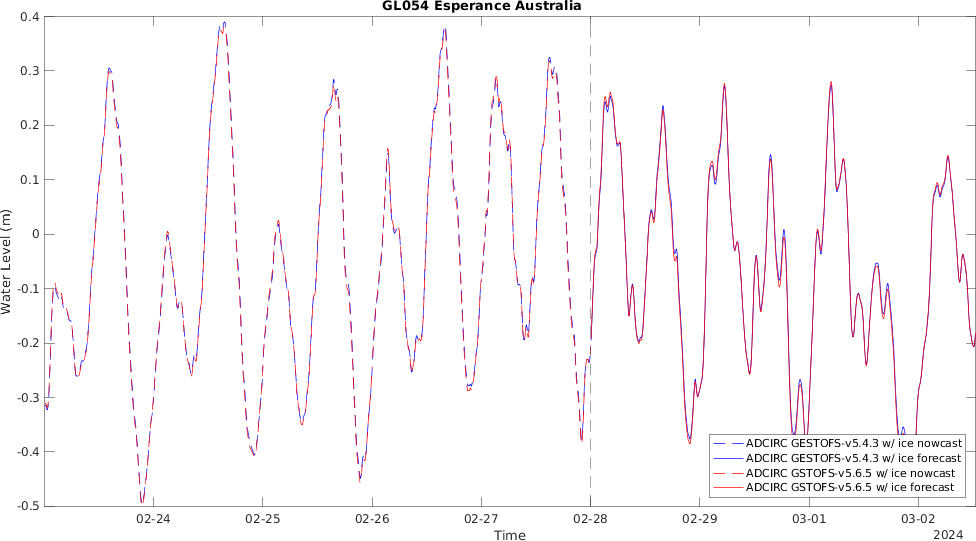 GL054 Esperance Australia
0.4
0.3
0.2
0.1
0
-0.1
-0.2
-0.3
-0.4
-0.5
Water Level (m)
02-24
02-25
02-26
02-27
02-28
02-29
03-01
03-02
Time
2024
ADCIRC GESTOFS-v5.4.3 w/ ice nowcast
ADCIRC GESTOFS-v5.4.3 w/ ice forecast
ADCIRC GSTOFS-v5.6.5 w/ ice nowcast
ADCIRC GSTOFS-v5.6.5 w/ ice forecast